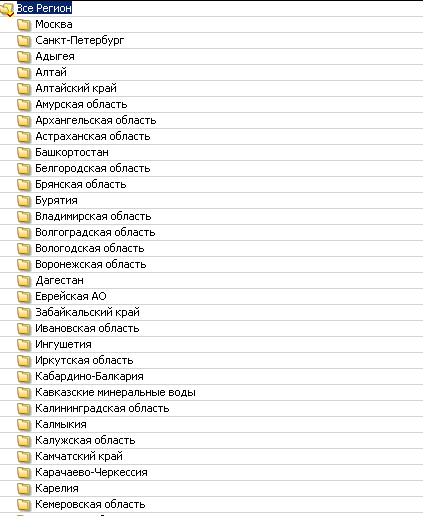 Все Регион
Москва
Санкт-Петербург
Адыгея
Алтай
Алтайский край
Амурская область
Архангельская область
Астраханская область
Башкортостан
Белгородская область
Брянская область
Бурятия
Владимирская область
Волгоградская область
Вологодская область
Воронежская область
Дагестан
Еврейская АО
Забайкальский край
Ивановская область
Ингушетия
Иркутская область
Кабардино-Балкария
Кавказские минеральные воды
Калининградская область
Калмыкия
Калужская область
Камчатский край
Карачаево-Черкессия
Карелия
Кемеровская область